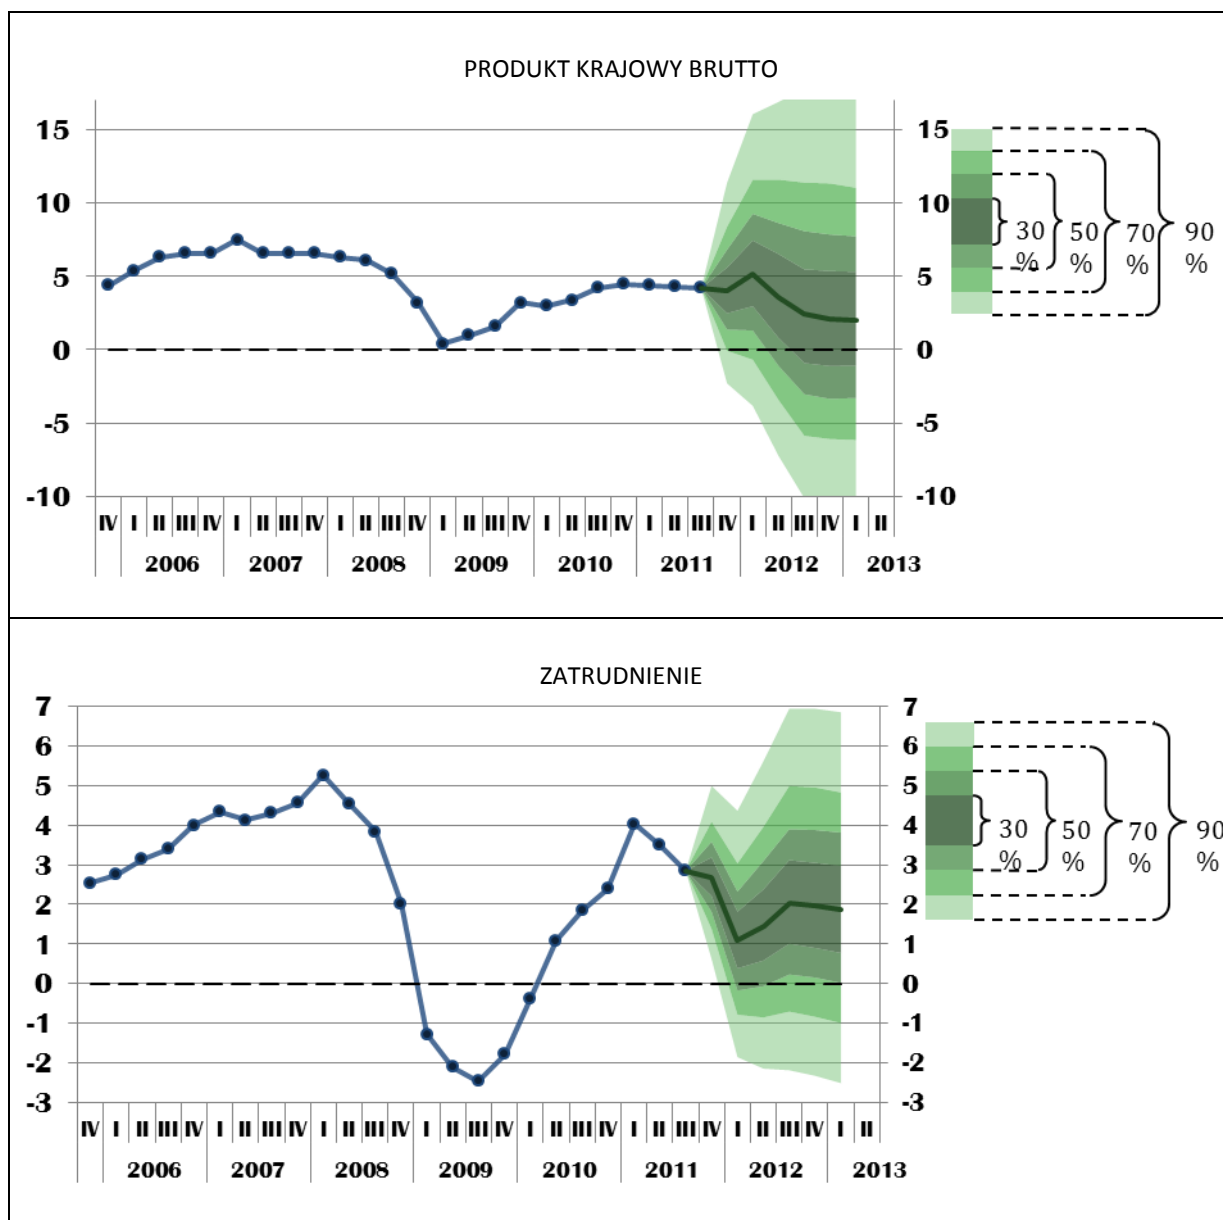 PRODUKT KRAJOWY BRUTTO
15 15
10 10
30 % 50 % 70 % 90 %
5 5
0 0
-5 -5
-10 -10
IV I II III IV I II III IV I II III IV I II III IV I II III IV I II III IV I II III IV I II
2006 2007 2008 2009 2010 2011 2012 2013
ZATRUDNIENIE
7 7
6 6
5 5
4 4
30 % 50 % 70 % 90 %
3 3
2 2
1 1
0 0
-1 -1
-2 -2
-3 -3
IV I II III IV I II III IV I II III IV I II III IV I II III IV I II III IV I II III IV I II
2006 2007 2008 2009 2010 2011 2012 2013